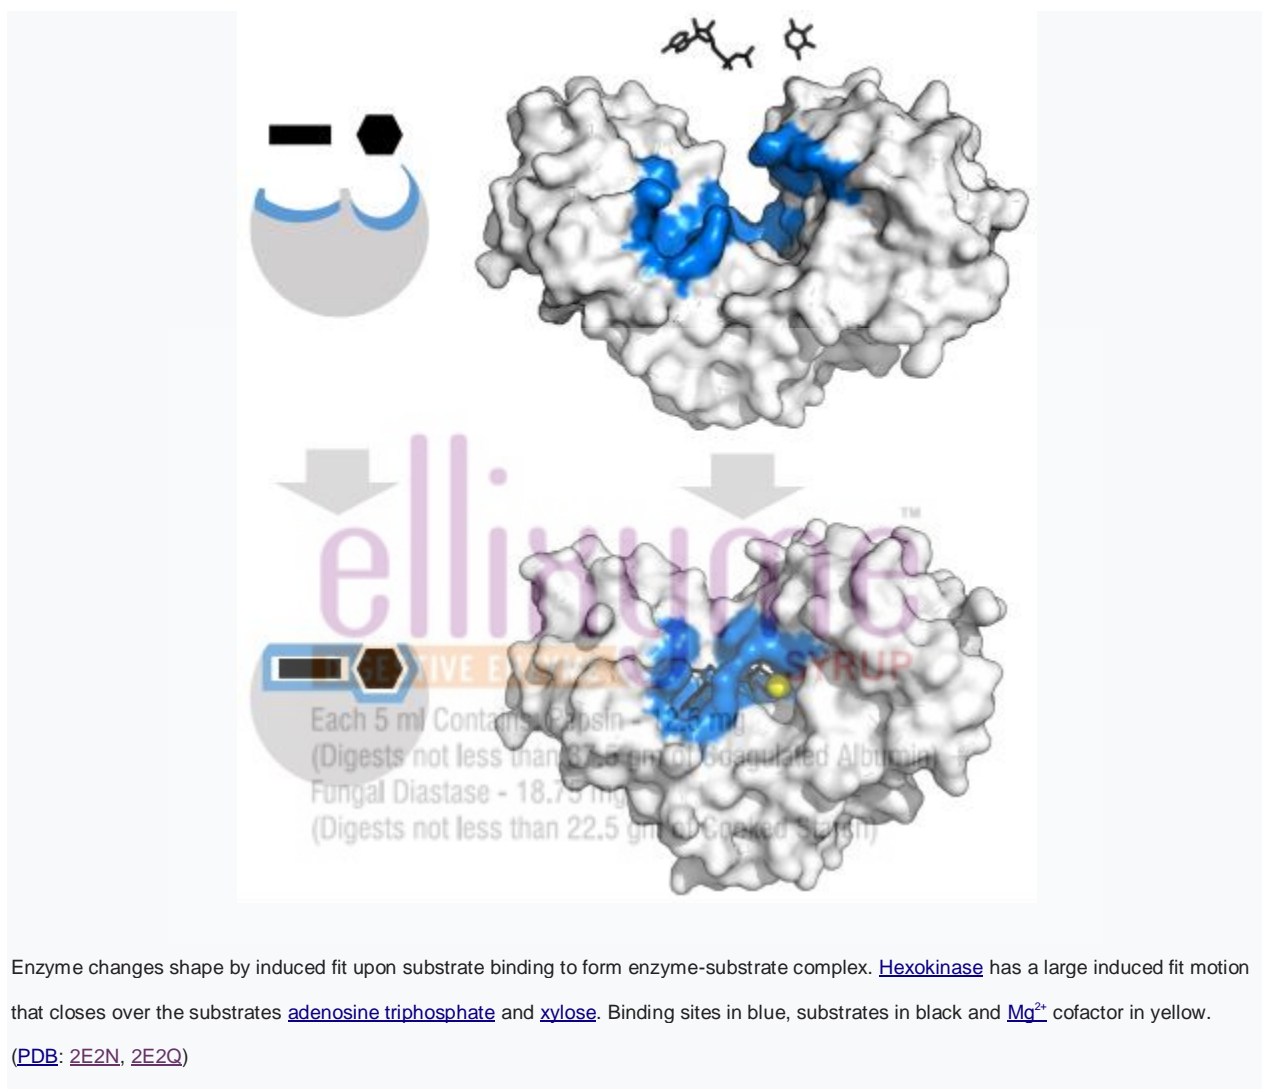 ellixyme™
DIGESTIVE ENZYME SYRUP
Each 5 ml Contains: Papsin - 12.5 mg
(Digests not less than 37.5 gm of Coagulated Albumin)
Fungal Diastase - 18.75 mg
(Digests not less than 22.5 gm of Cooked Starch)
Enzyme changes shape by induced fit upon substrate binding to form enzyme-substrate complex. Hexokinase has a large induced fit motion
that closes over the substrates adenosine triphosphate and xylose. Binding sites in blue, substrates in black and Mg²⁺ cofactor in yellow.
(PDB: 2E2N, 2E2Q)